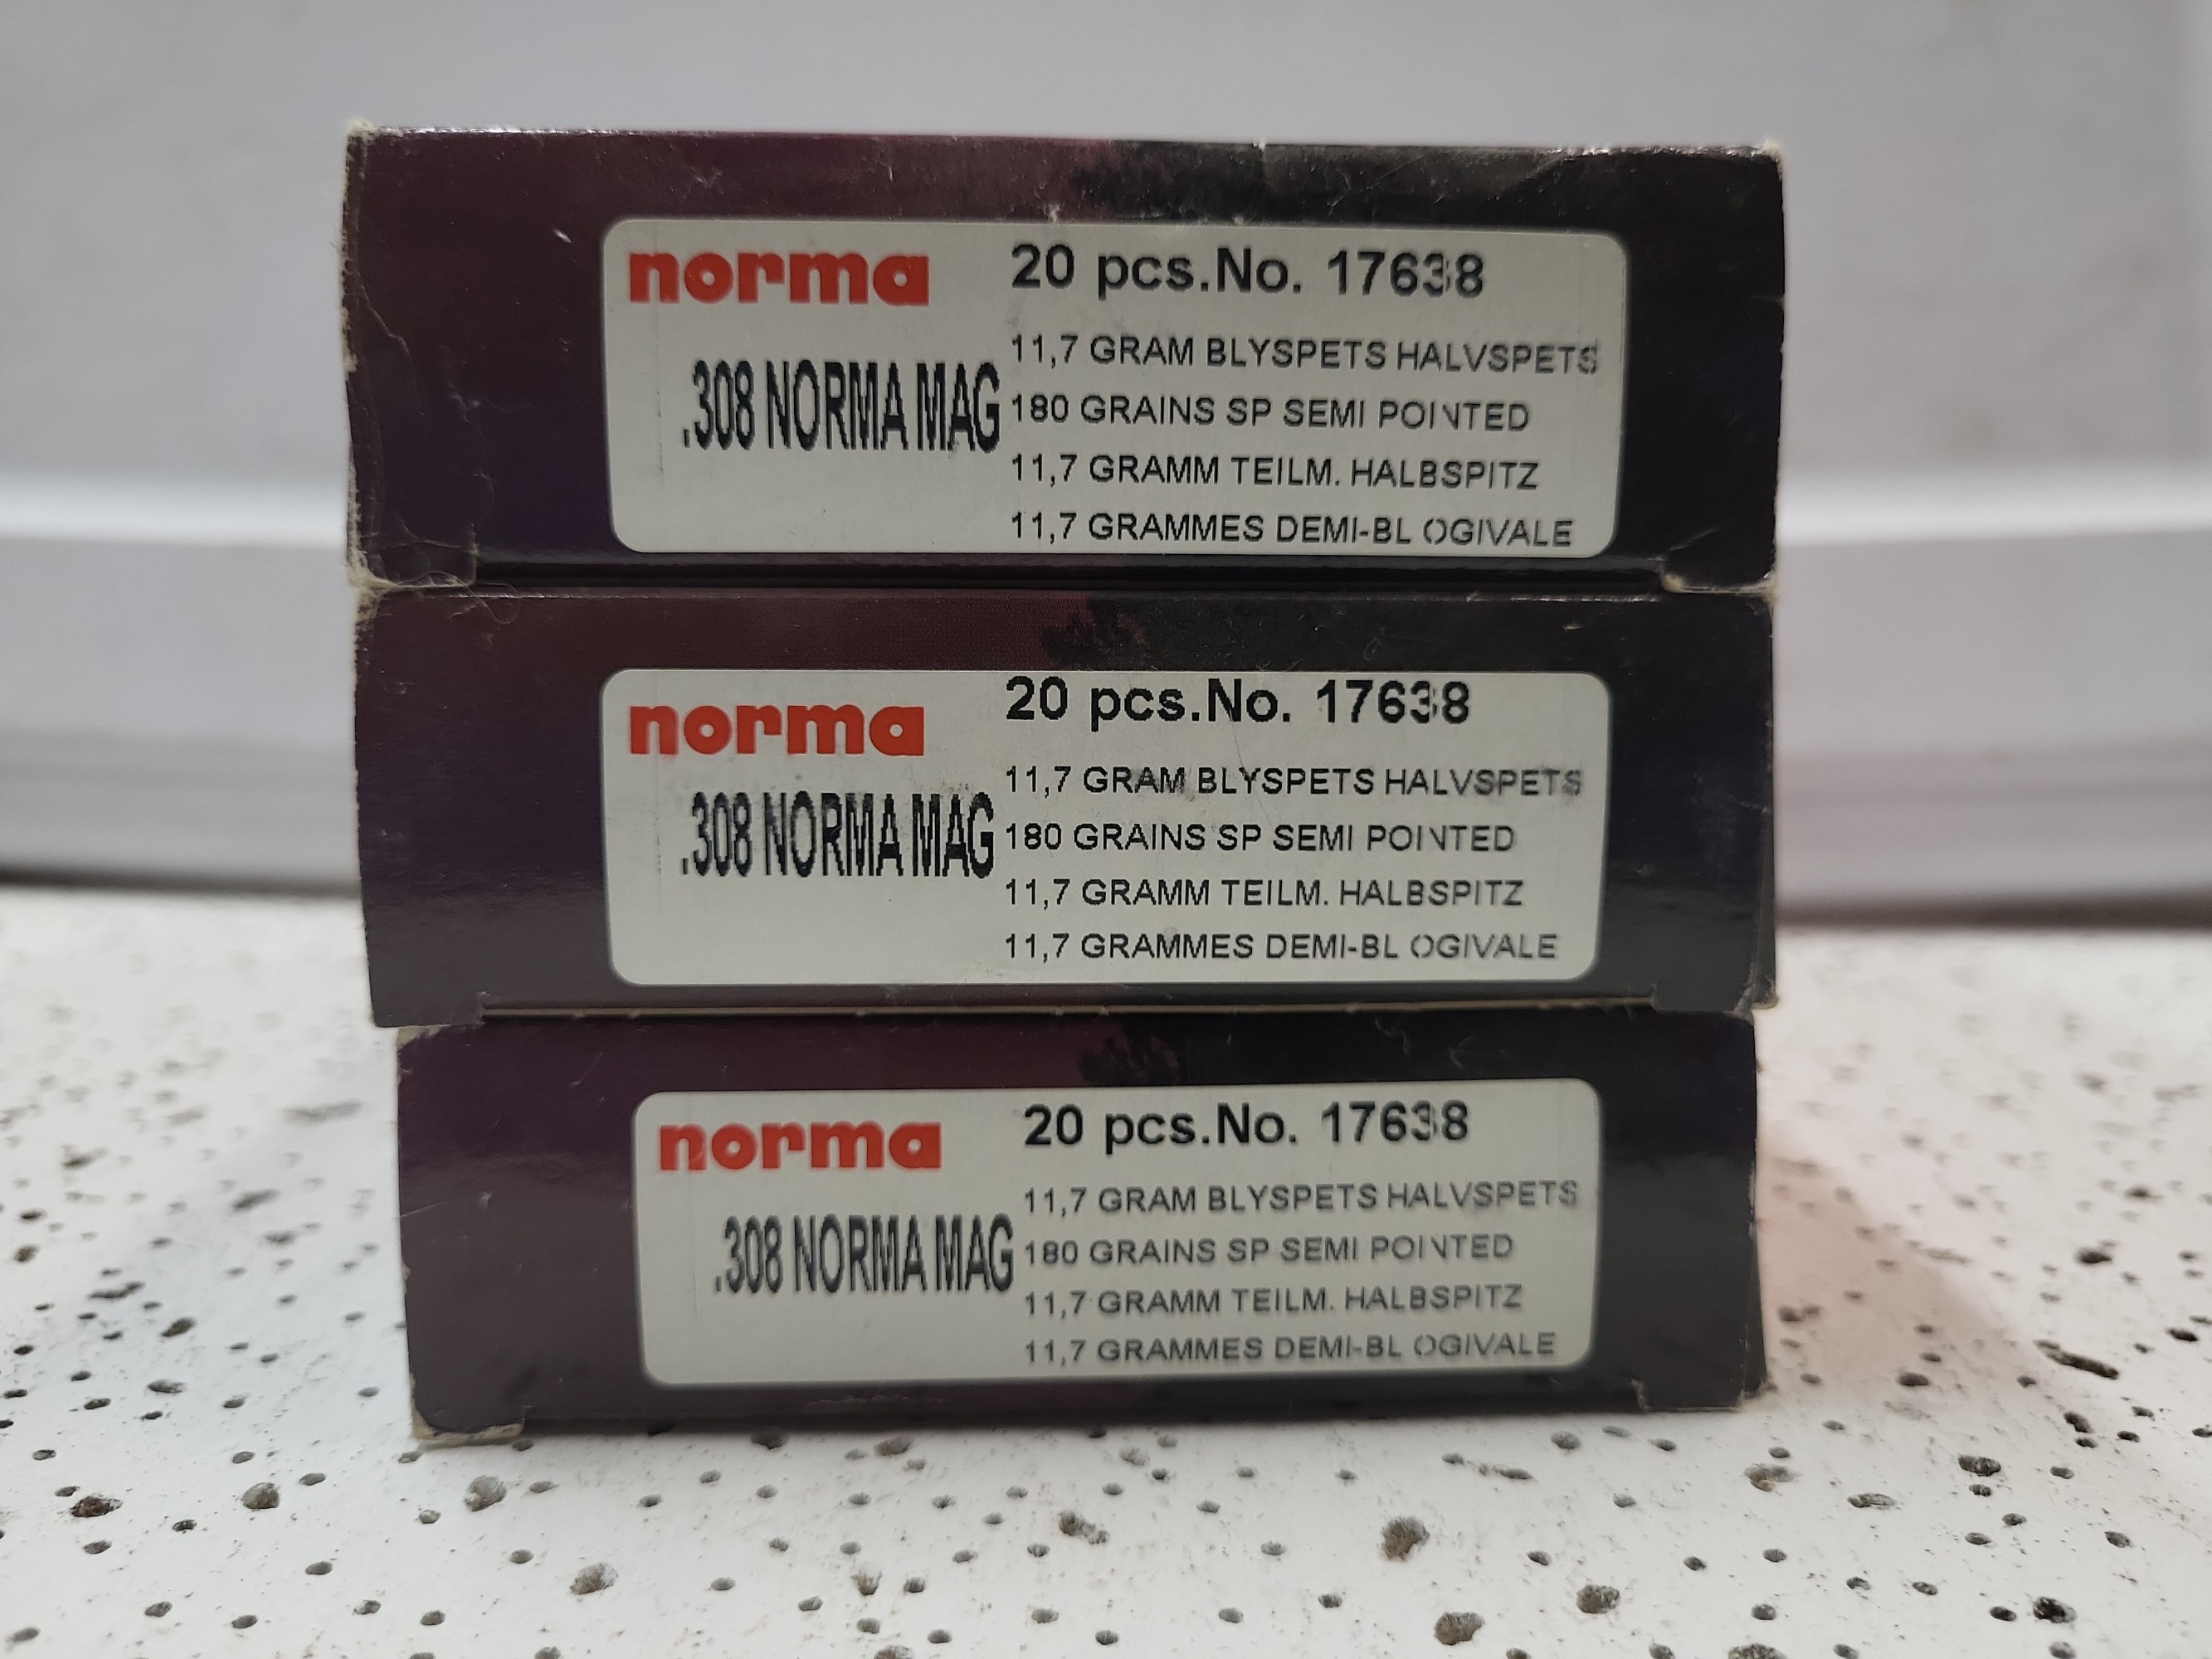 norma
20 pcs.No. 17638
.308 NORMA MAG
11,7 GRAM BLYSPETS HALVSPETS
180 GRAINS SP SEMI POINTED
11,7 GRAMM TEILM. HALBSPITZ
11,7 GRAMMES DEMI-BL OGIVALE
norma
20 pcs.No. 17638
.308 NORMA MAG
11,7 GRAM BLYSPETS HALVSPETS
180 GRAINS SP SEMI POINTED
11,7 GRAMM TEILM. HALBSPITZ
11,7 GRAMMES DEMI-BL OGIVALE
norma
20 pcs.No. 17638
.308 NORMA MAG
11,7 GRAM BLYSPETS HALVSPETS
180 GRAINS SP SEMI POINTED
11,7 GRAMM TEILM. HALBSPITZ
11,7 GRAMMES DEMI-BL OGIVALE